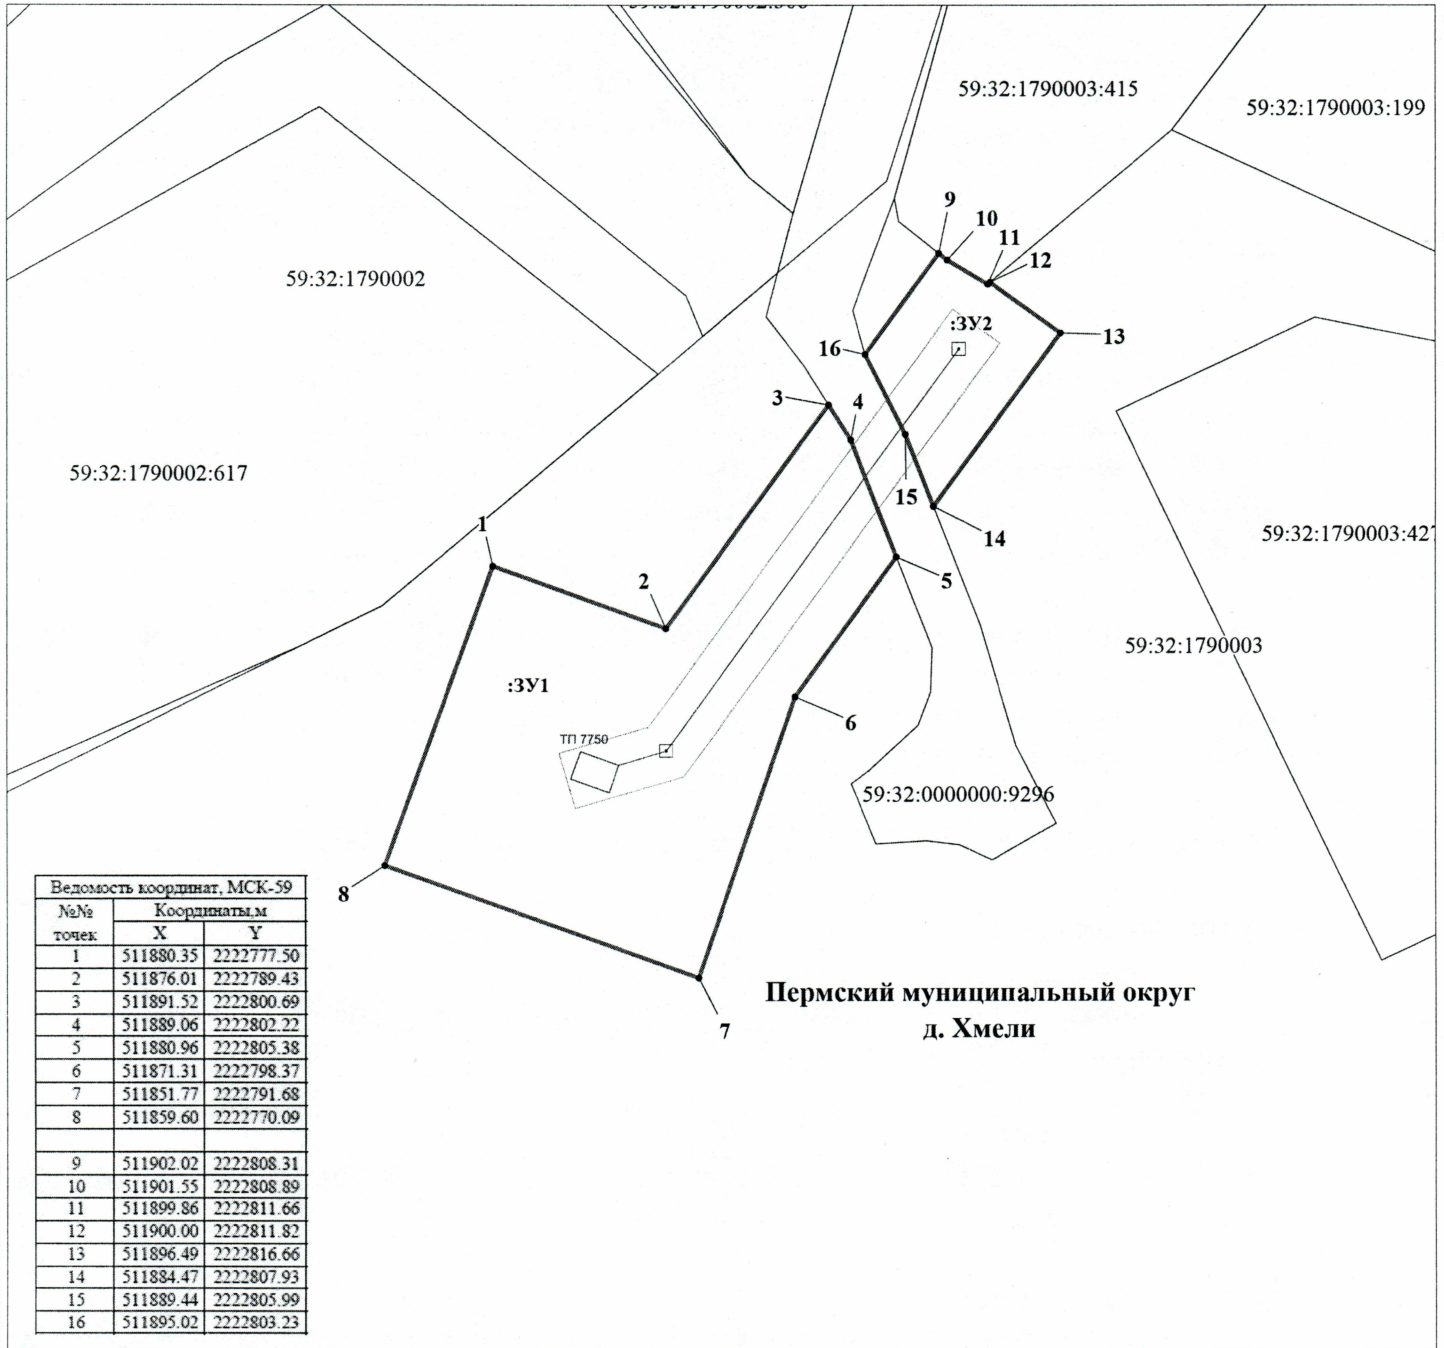 59:32:1790003:415
59:32:1790003:199
9
10
11
12
59:32:1790002
:ЗУ2
13
16
3
4
59:32:1790002:617
15
1
14
59:32:1790003:427
5
2
59:32:1790003
:ЗУ1
6
ТП 7750
59:32:0000000:9296
8
7
Пермский муниципальный округ
д. Хмели
Ведомость координат, МСК-59
№№ точек Координаты,м
X Y
1 511880.35 2222777.50
2 511876.01 2222789.43
3 511891.52 2222800.69
4 511889.06 2222802.22
5 511880.96 2222805.38
6 511871.31 2222798.37
7 511851.77 2222791.68
8 511859.60 2222770.09
9 511902.02 2222808.31
10 511901.55 2222808.89
11 511899.86 2222811.66
12 511900.00 2222811.82
13 511896.49 2222816.66
14 511884.47 2222807.93
15 511889.44 2222805.99
16 511895.02 2222803.23